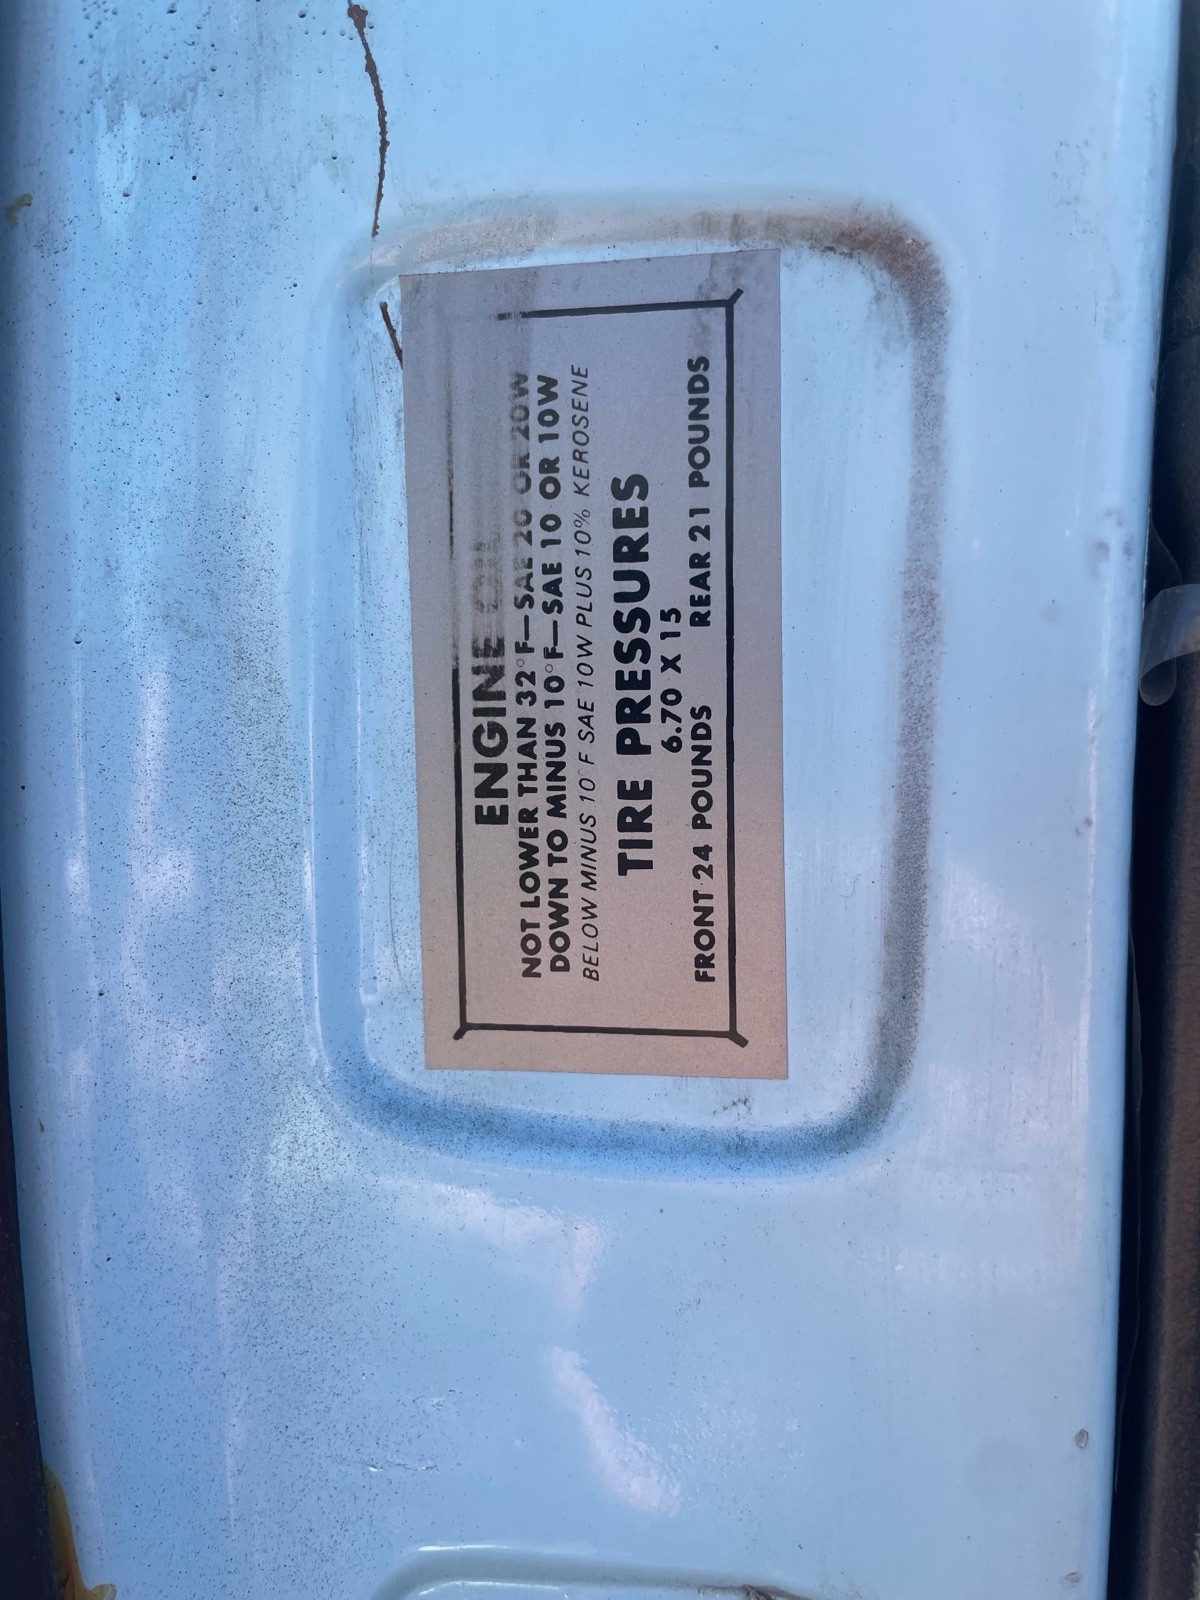 ENGINE OIL
NOT LOWER THAN 32°F—SAE 20 OR 20W
DOWN TO MINUS 10°F—SAE 10 OR 10W
BELOW MINUS 10°F SAE 10W PLUS 10% KEROSENE
TIRE PRESSURES
6.70 X 15
FRONT 24 POUNDS REAR 21 POUNDS